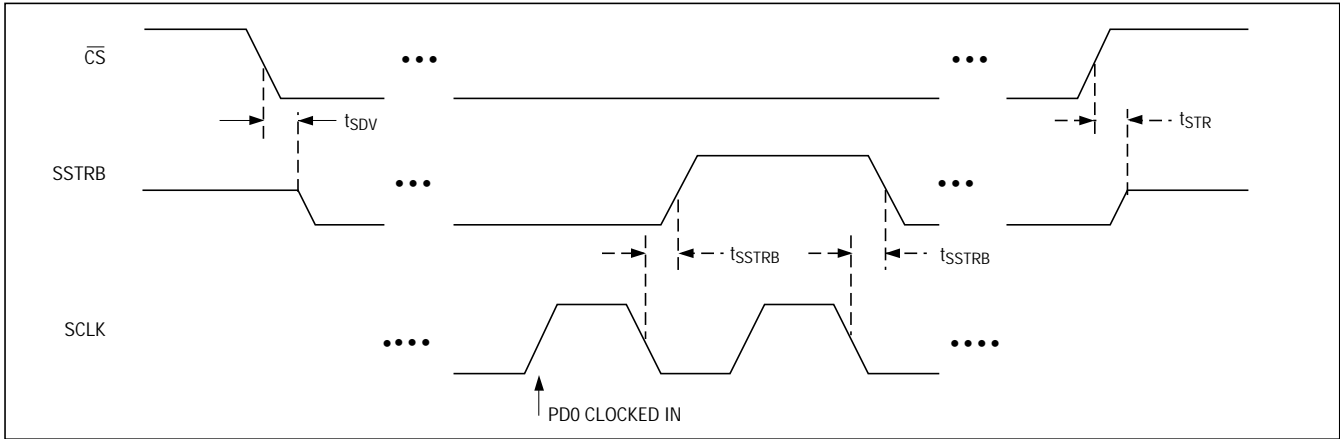 CS
tSDV
tSTR
SSTRB
tSSTRB
tSSTRB
SCLK
PD0 CLOCKED IN